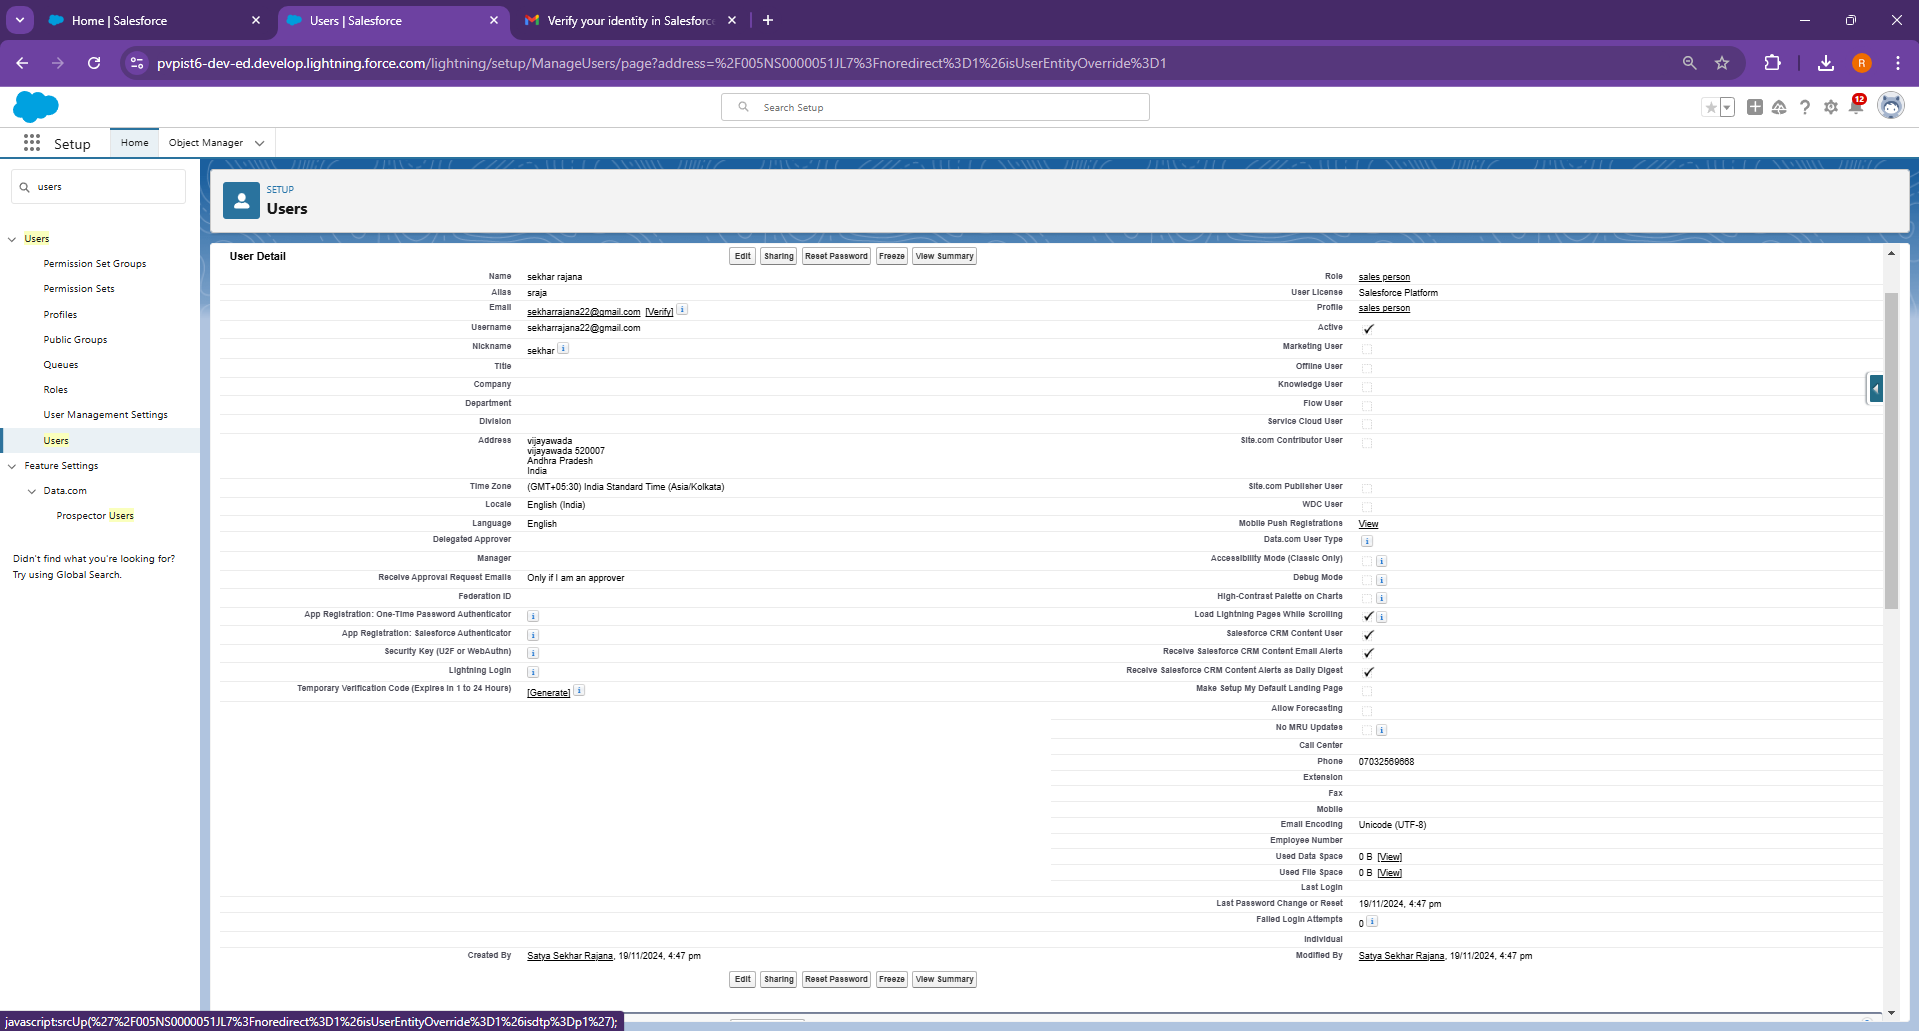 Home | Salesforce
Users | Salesforce
Verify your identity in Salesforc
pvpist6-dev-ed.develop.lightning.force.com/lightning/setup/ManageUsers/page?address=%2F005NS0000051JL7%3Fnoredirect%3D1%26isUserEntityOverride%3D1
R
Search Setup
12
Setup
Home
Object Manager
users
SETUP
Users
Users
Permission Set Groups
Permission Sets
Profiles
Public Groups
Queues
Roles
User Management Settings
Users
Feature Settings
Data.com
Prospector Users
Didn't find what you're looking for?
Try using Global Search.
User Detail
Edit Sharing Reset Password Freeze View Summary
Name sekhar rajana Role sales person
Alias sraja User License Salesforce Platform
Email sekharrajana22@gmail.com [Verify] i Profile sales person
Username sekharrajana22@gmail.com Active ✓
Nickname sekhar i Marketing User
Title Offline User
Company Knowledge User
Department Flow User
Division Service Cloud User
Address vijayawada Site.com Contributor User
vijayawada 520007
Andhra Pradesh
India
Time Zone (GMT+05:30) India Standard Time (Asia/Kolkata) Site.com Publisher User
Locale English (India) WDC User
Language English Mobile Push Registrations View
Delegated Approver Data.com User Type i
Manager Accessibility Mode (Classic Only) i
Receive Approval Request Emails Only if I am an approver Debug Mode i
Federation ID High-Contrast Palette on Charts i
App Registration: One-Time Password Authenticator i Load Lightning Pages While Scrolling ✓ i
App Registration: Salesforce Authenticator i Salesforce CRM Content User ✓
Security Key (U2F or WebAuthn) i Receive Salesforce CRM Content Email Alerts ✓
Lightning Login i Receive Salesforce CRM Content Alerts as Daily Digest ✓
Temporary Verification Code (Expires in 1 to 24 Hours) [Generate] i Make Setup My Default Landing Page
Allow Forecasting
No MRU Updates i
Call Center
Phone 07032569668
Extension
Fax
Mobile
Email Encoding Unicode (UTF-8)
Employee Number
Used Data Space 0 B [View]
Used File Space 0 B [View]
Last Login
Last Password Change or Reset 19/11/2024, 4:47 pm
Failed Login Attempts 0 i
Individual
Created By Satya Sekhar Rajana, 19/11/2024, 4:47 pm Modified By Satya Sekhar Rajana, 19/11/2024, 4:47 pm
Edit Sharing Reset Password Freeze View Summary
javascript:srcUp(%27%2F005NS0000051JL7%3Fnoredirect%3D1%26isUserEntityOverride%3D1%26isdtp%3Dp1%27);